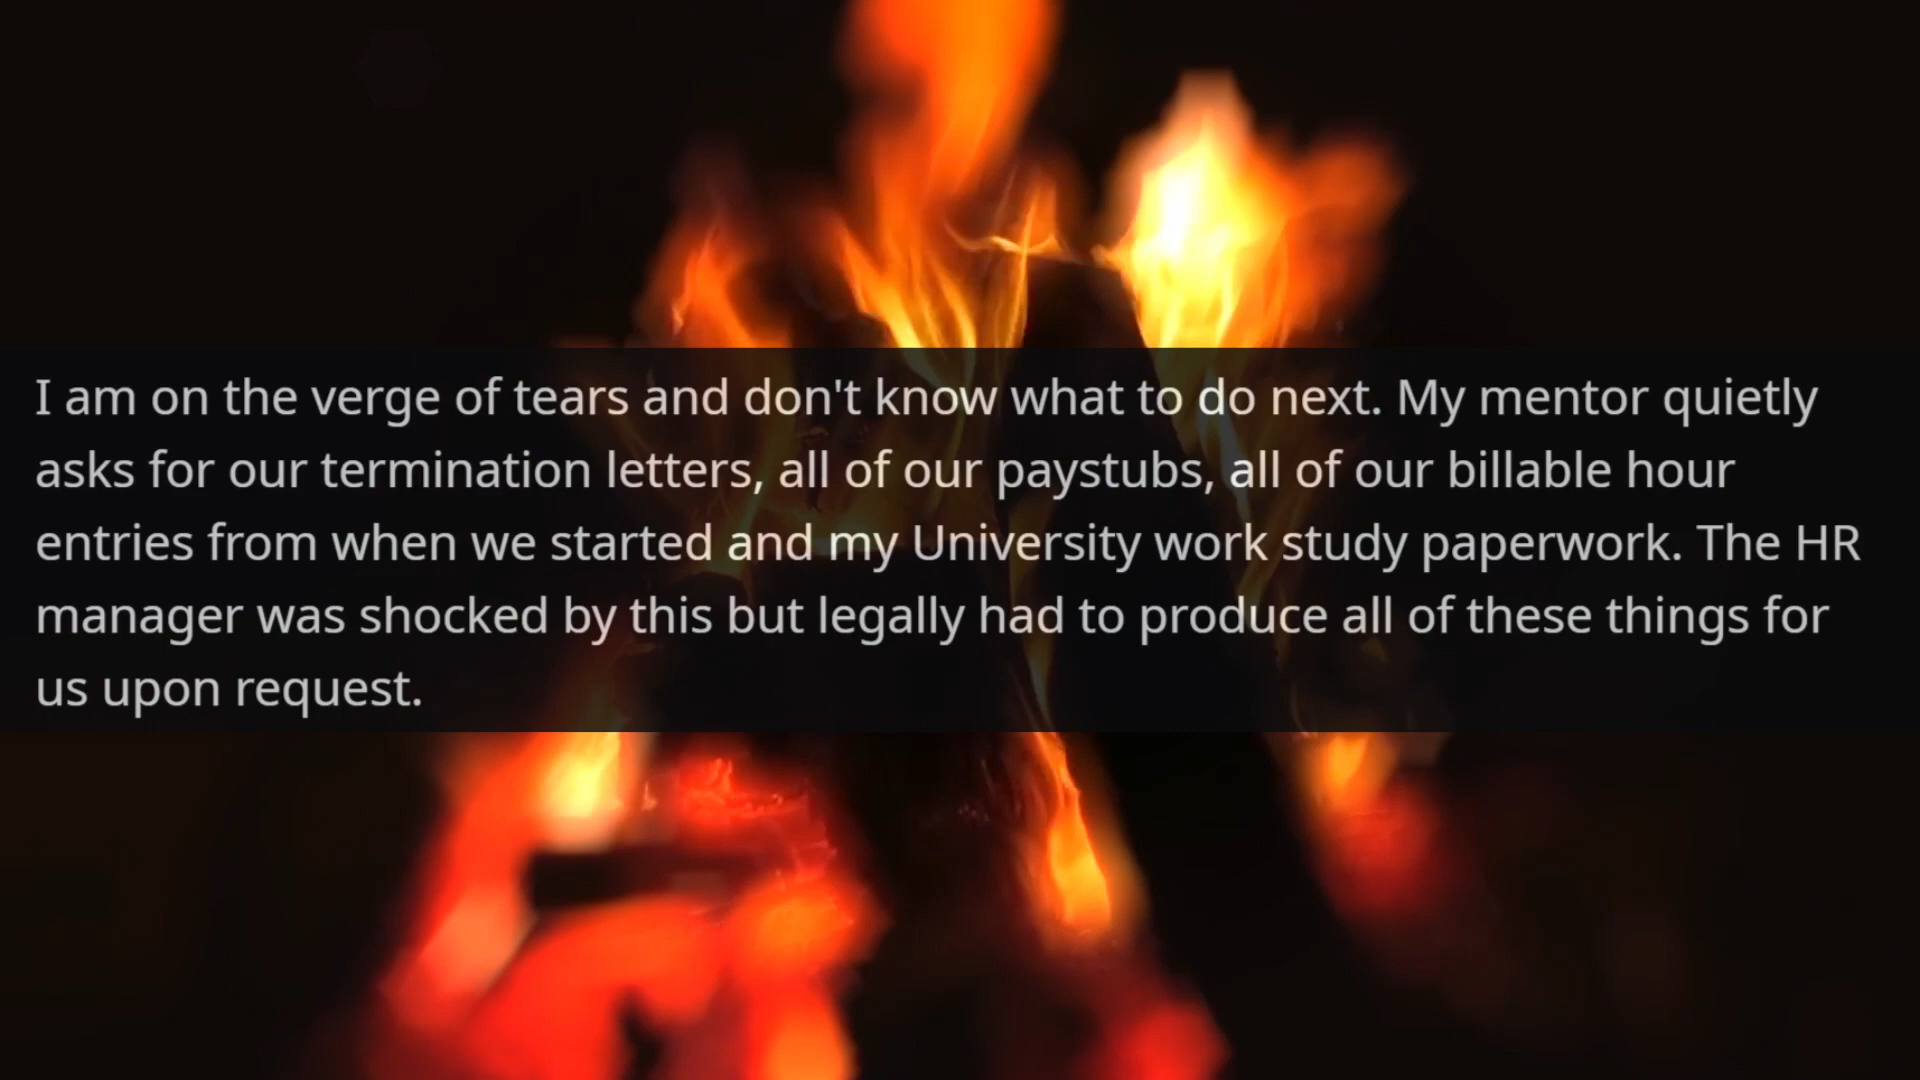 I am on the verge of tears and don't know what to do next. My mentor quietly
asks for our termination letters, all of our paystubs, all of our billable hour
entries from when we started and my University work study paperwork. The HR
manager was shocked by this but legally had to produce all of these things for
us upon request.